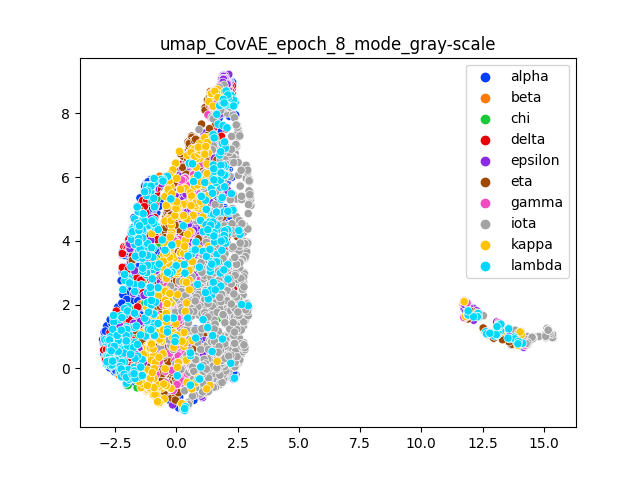 umap_CovAE_epoch_8_mode_gray-scale
alpha
beta
chi
delta
epsilon
eta
gamma
iota
kappa
lambda
8
6
4
2
0
−2.5 0.0 2.5 5.0 7.5 10.0 12.5 15.0